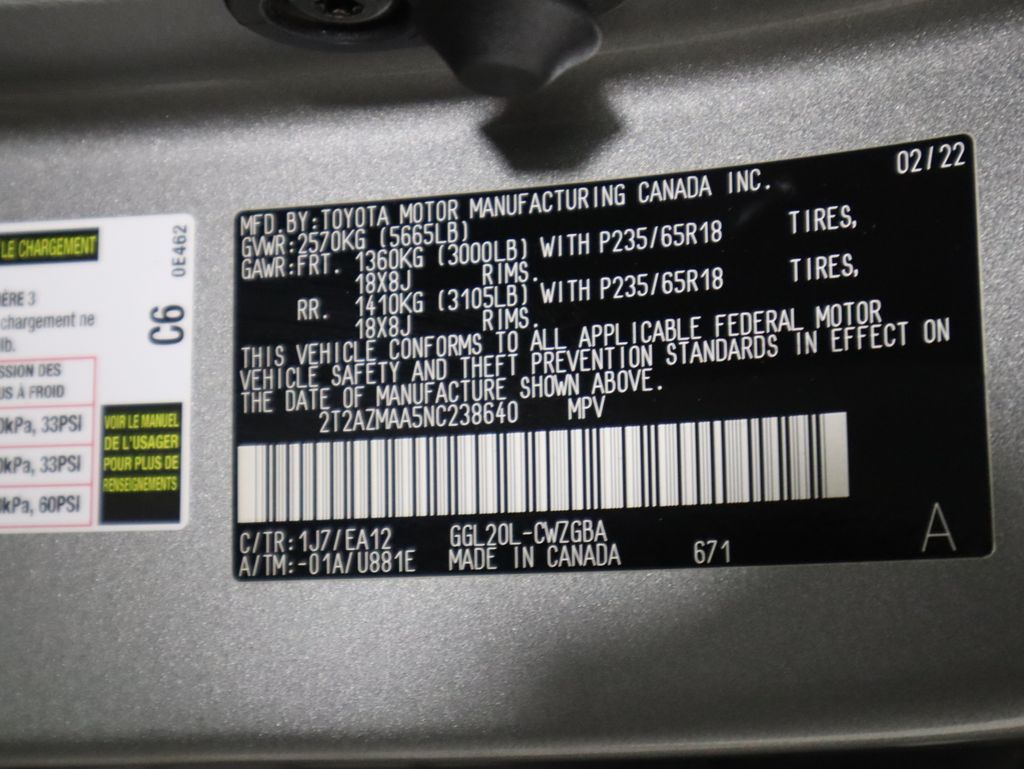 LE CHARGEMENT
0E462
ÈRE 3
chargement ne
lb.
C6
SSION DES
US À FROID
0kPa, 33PSI
0kPa, 33PSI
kPa, 60PSI
VOIR LE MANUEL
DE L'USAGER
POUR PLUS DE
RENSEIGNEMENTS
02/22
MFD. BY:TOYOTA MOTOR MANUFACTURING CANADA INC.
GVWR:2570KG (5665LB)
GAWR:FRT. 1360KG (3000LB) WITH P235/65R18 TIRES,
18X8J RIMS.
RR. 1410KG (3105LB) WITH P235/65R18 TIRES,
18X8J RIMS.
THIS VEHICLE CONFORMS TO ALL APPLICABLE FEDERAL MOTOR
VEHICLE SAFETY AND THEFT PREVENTION STANDARDS IN EFFECT ON
THE DATE OF MANUFACTURE SHOWN ABOVE.
2T2AZMAA5NC238640 MPV
C/TR:1J7/EA12 GGL20L-CWZGBA
A/TM:-01A/U881E MADE IN CANADA 671
A